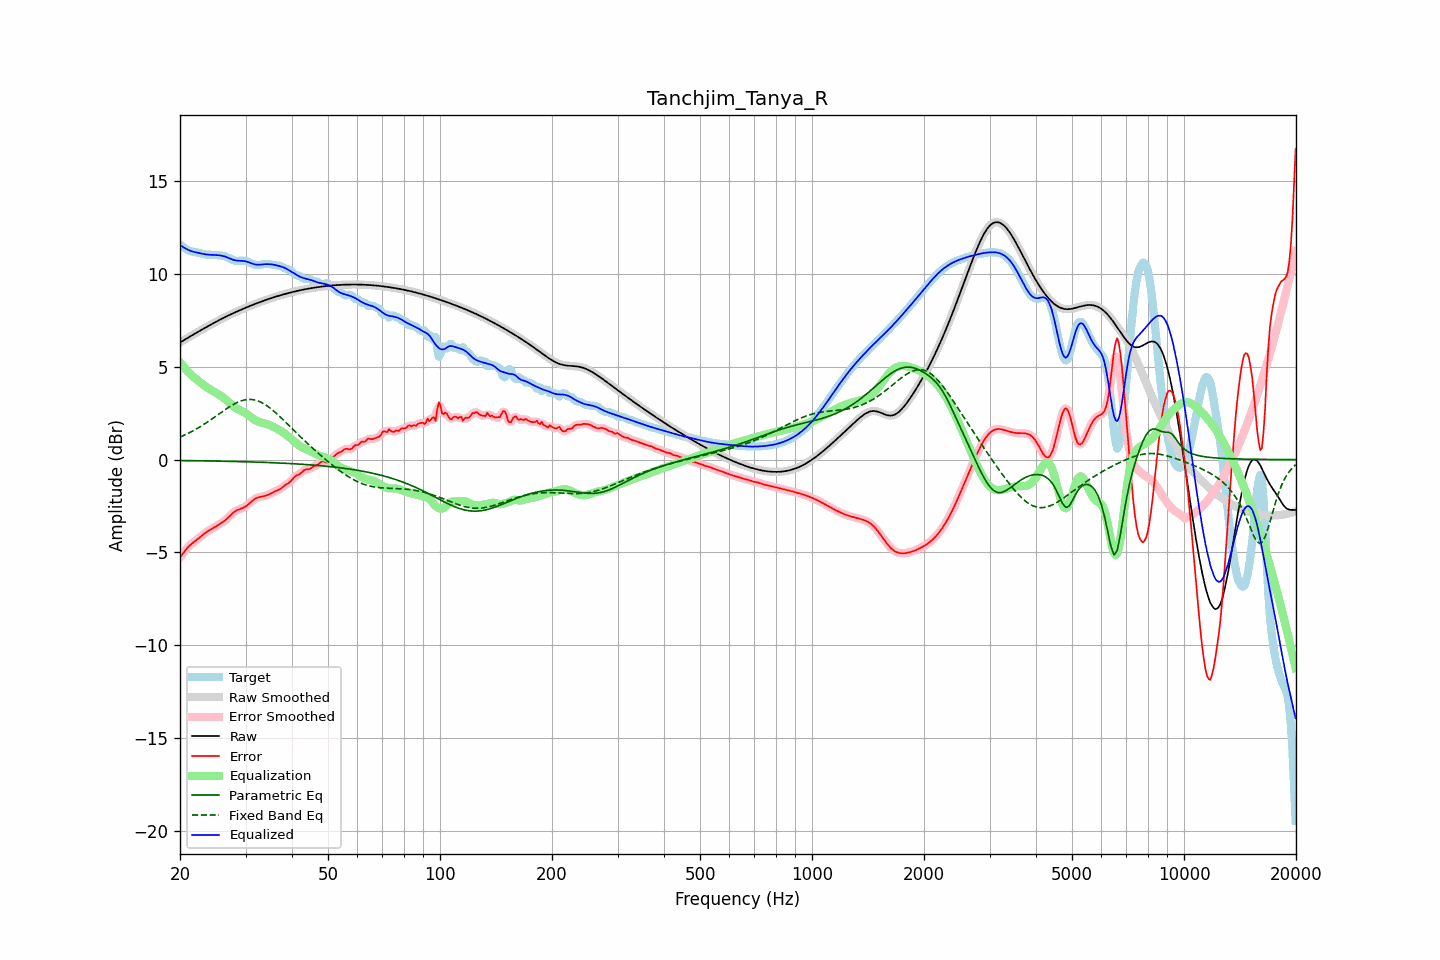 Tanchjim_Tanya_R
Amplitude (dBr)
15
10
5
0
−5
−10
−15
−20
Target
Raw Smoothed
Error Smoothed
Raw
Error
Equalization
Parametric Eq
Fixed Band Eq
Equalized
20
50
100
200
500
1000
2000
5000
10000
20000
Frequency (Hz)